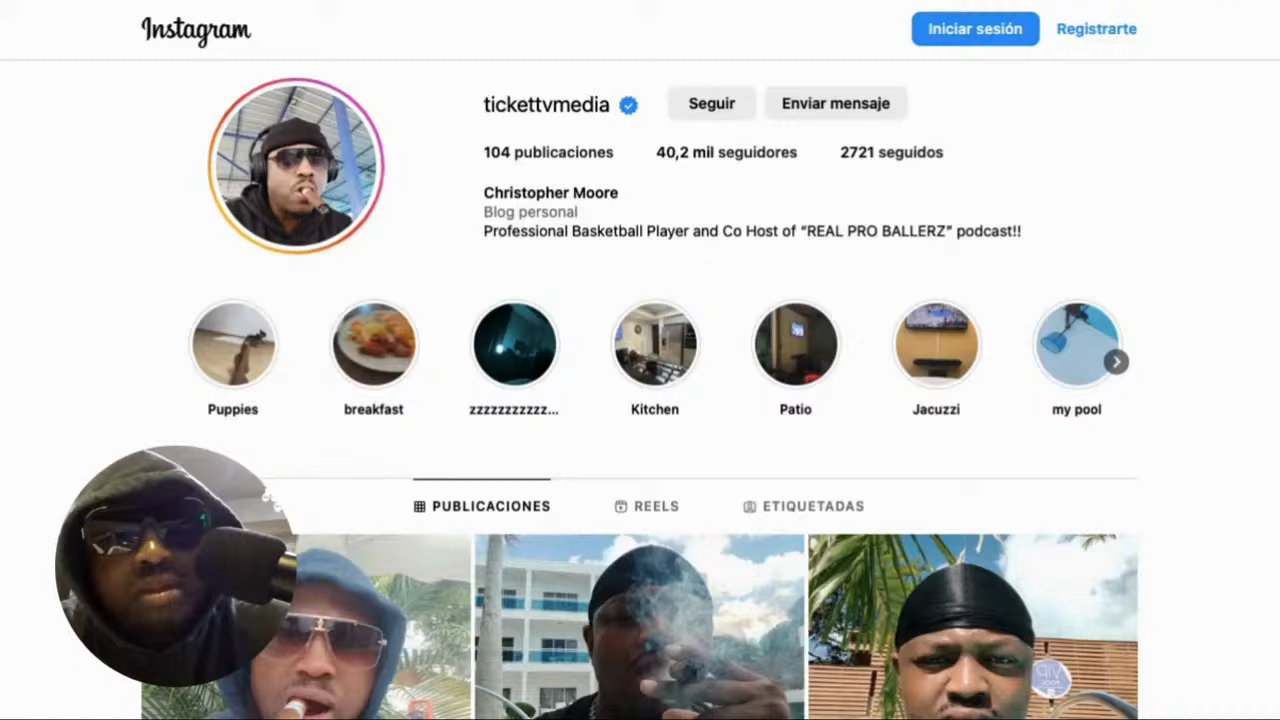 Instagram
Iniciar sesión
Registrarte
tickettvmedia
Seguir
Enviar mensaje
104 publicaciones
40,2 mil seguidores
2721 seguidos
Christopher Moore
Blog personal
Professional Basketball Player and Co Host of “REAL PRO BALLERZ” podcast!!
Puppies
breakfast
zzzzzzzzzzz...
Kitchen
Patio
Jacuzzi
my pool
PUBLICACIONES
REELS
ETIQUETADAS